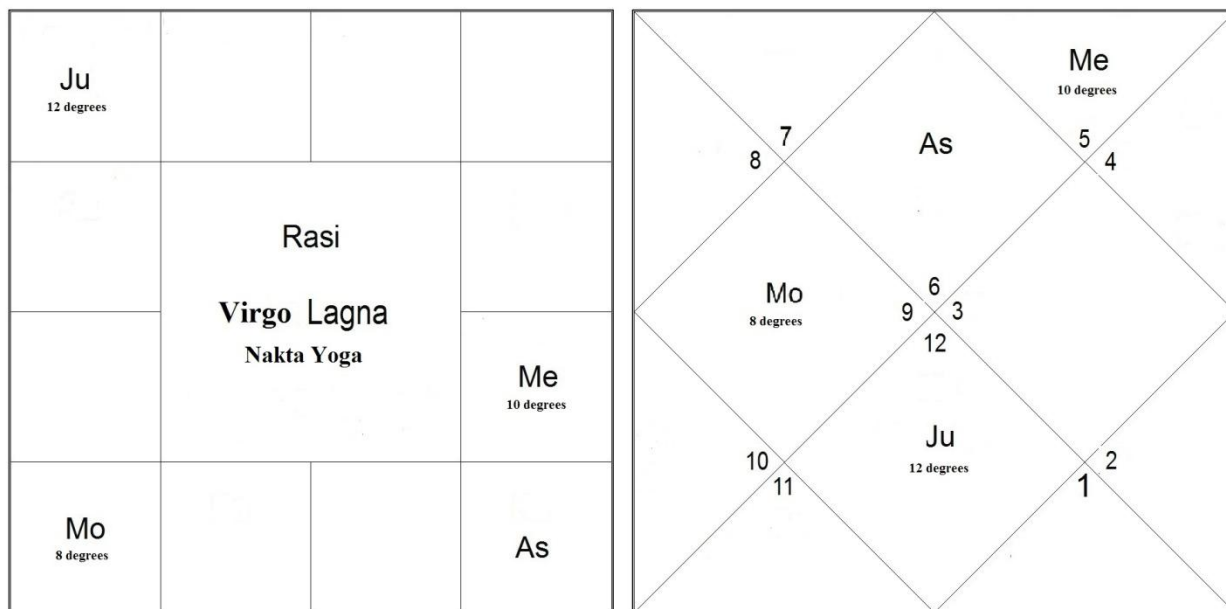 Ju
12 degrees
Rasi
Virgo Lagna
Nakta Yoga
Me
10 degrees
Mo
8 degrees
As
Me
10 degrees
As
7
8
5
4
Mo
8 degrees
6
9
3
12
Ju
12 degrees
10
11
2
1